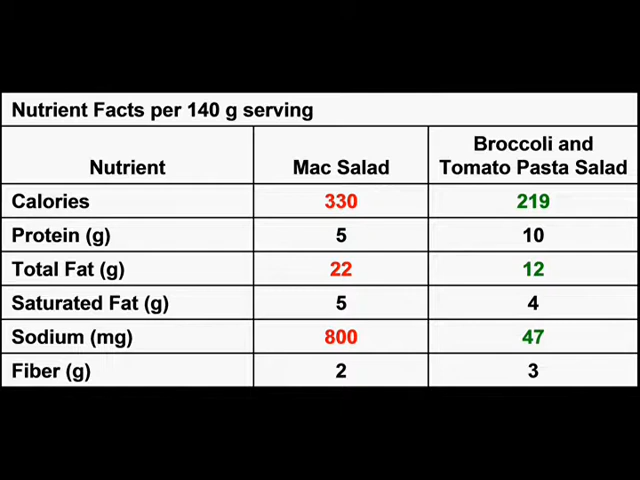 Nutrient Facts per 140 g serving
Nutrient Mac Salad Broccoli and
Tomato Pasta Salad
Calories 330 219
Protein (g) 5 10
Total Fat (g) 22 12
Saturated Fat (g) 5 4
Sodium (mg) 800 47
Fiber (g) 2 3